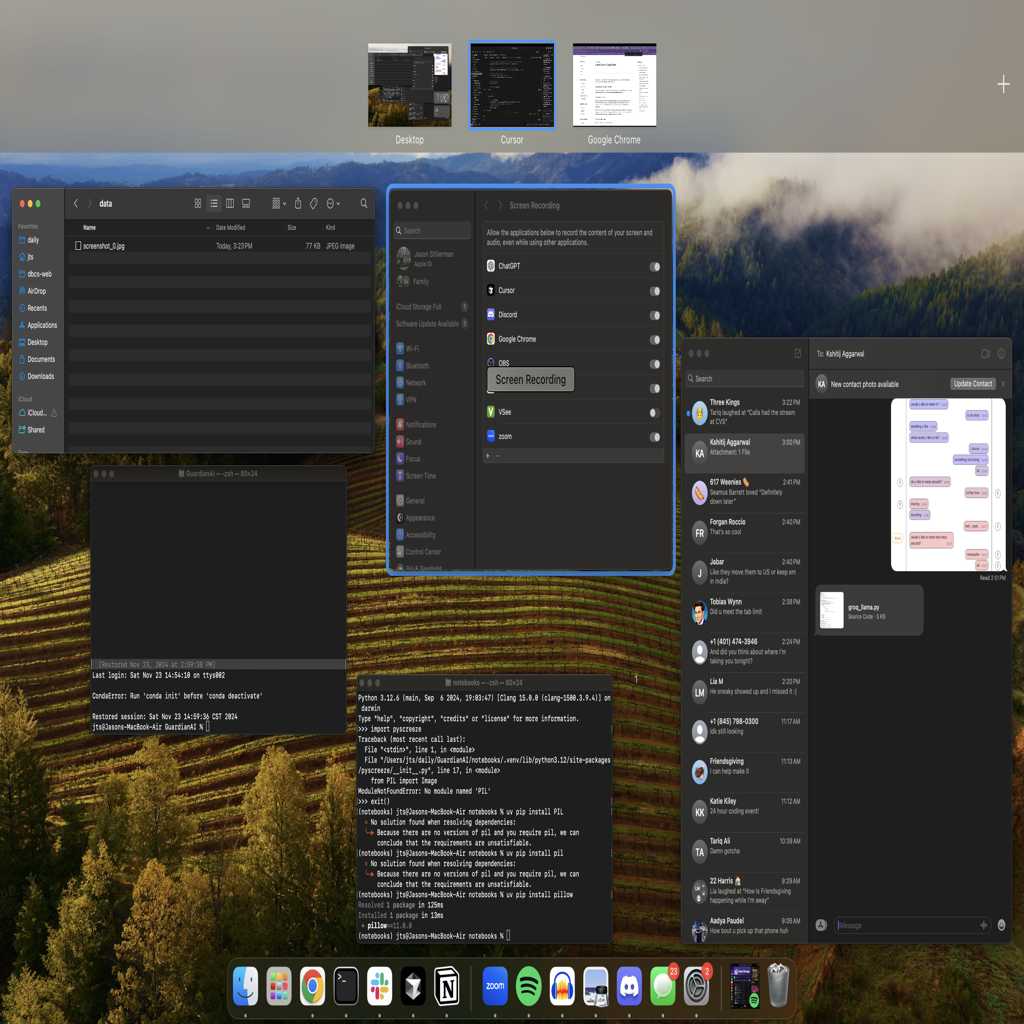 Desktop
Cursor
Google Chrome
data
Favorites
daily
jts
dbcs-web
AirDrop
Recents
Applications
Desktop
Documents
Downloads
iCloud
iCloud...
Shared
Name
Date Modified
Size
Kind
screenshot_0.jpg
Today, 3:23 PM
77 KB
JPEG image
Search
Jason Stillerman
Apple ID
Family
iCloud Storage Full
1
Software Update Available
1
Wi-Fi
Bluetooth
Network
VPN
Notifications
Sound
Focus
Screen Time
General
Appearance
Accessibility
Control Center
Screen Recording
Allow the applications below to record the content of your screen and
audio, even while using other applications.
ChatGPT
Cursor
Discord
Google Chrome
OBS
Screen Recording
VSee
zoom
GuardianAI — -zsh — 80×24
[Restored Nov 23, 2024 at 2:59:38 PM]
Last login: Sat Nov 23 14:54:10 on ttys002
CondaError: Run 'conda init' before 'conda deactivate'
Restored session: Sat Nov 23 14:59:36 CST 2024
jts@Jasons-MacBook-Air GuardianAI %
notebooks — -zsh — 80×24
Python 3.12.6 (main, Sep 6 2024, 19:03:47) [Clang 15.0.0 (clang-1500.3.9.4)] on
darwin
Type "help", "copyright", "credits" or "license" for more information.
>>> import pyscreeze
Traceback (most recent call last):
File "<stdin>", line 1, in <module>
File "/Users/jts/daily/GuardianAI/notebooks/.venv/lib/python3.12/site-packages
/pyscreeze/__init__.py", line 17, in <module>
from PIL import Image
ModuleNotFoundError: No module named 'PIL'
>>> exit()
(notebooks) jts@Jasons-MacBook-Air notebooks % uv pip install PIL
× No solution found when resolving dependencies:
╰─▶ Because there are no versions of pil and you require pil, we can
conclude that the requirements are unsatisfiable.
(notebooks) jts@Jasons-MacBook-Air notebooks % uv pip install pil
× No solution found when resolving dependencies:
╰─▶ Because there are no versions of pil and you require pil, we can
conclude that the requirements are unsatisfiable.
(notebooks) jts@Jasons-MacBook-Air notebooks % uv pip install pillow
Resolved 1 package in 125ms
Installed 1 package in 13ms
+ pillow==11.0.0
(notebooks) jts@Jasons-MacBook-Air notebooks %
Search
Three Kings
3:22 PM
Tariq laughed at "Calls had the stream
at CVS"
Kshitij Aggarwal
3:00 PM
KA
Attachment: 1 File
617 Weenies 🌭
2:41 PM
Seamus Barrett loved "Definitely
down later"
Forgan Roccio
2:40 PM
FR
That's so cool
Jabar
2:40 PM
J
Like they move them to US or keep em
in india?
Tobias Wynn
2:38 PM
Did u meet the tab limit
+1 (401) 474-3946
2:24 PM
And did you think about where I'm
taking you tonight?
Lia M
2:20 PM
LM
He sneaky showed up and I missed it :(
+1 (845) 798-0300
11:17 AM
Idk still looking
Friendsgiving
11:13 AM
I can help make it
Katie Kiley
11:12 AM
KK
24 hour coding event!
Tariq Ali
10:39 AM
TA
Damn gotcha
22 Harris 🏠
9:39 AM
Lia laughed at "How is Friendsgiving
happening while I'm away"
Aadya Paudel
9:36 AM
How bout u pick up that phone huh
To: Kshitij Aggarwal
KA
New contact photo available
Update Contact
Read 2:51 PM
groq_llama.py
Source Code · 5 KB
iMessage
zoom
23
2